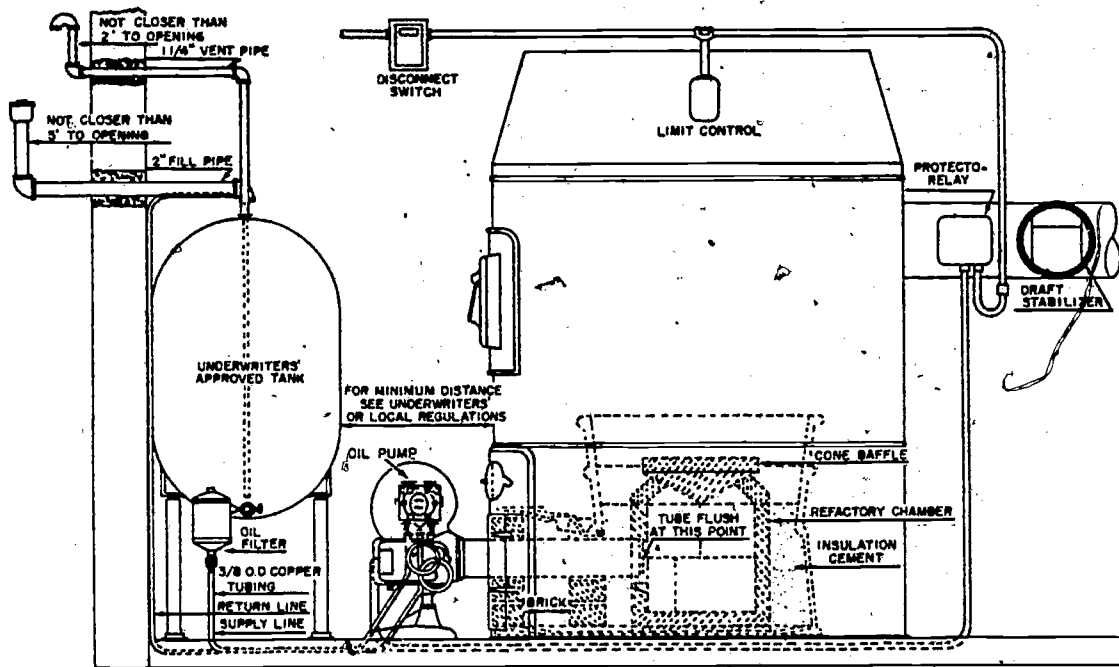 NOT CLOSER THAN
2' TO OPENING
1 1/4" VENT PIPE
DISCONNECT
SWITCH
LIMIT CONTROL
NOT CLOSER THAN
5' TO OPENING
2" FILL PIPE
PROTECTO-
RELAY
DRAFT
STABILIZER
UNDERWRITERS'
APPROVED TANK
FOR MINIMUM DISTANCE
SEE UNDERWRITERS'
OR LOCAL REGULATIONS
OIL PUMP
CONE BAFFLE
TUBE FLUSH
AT THIS POINT
REFACTORY CHAMBER
INSULATION
CEMENT
OIL
FILTER
3/8 O.D COPPER
TUBING
RETURN LINE
SUPPLY LINE
BRICK